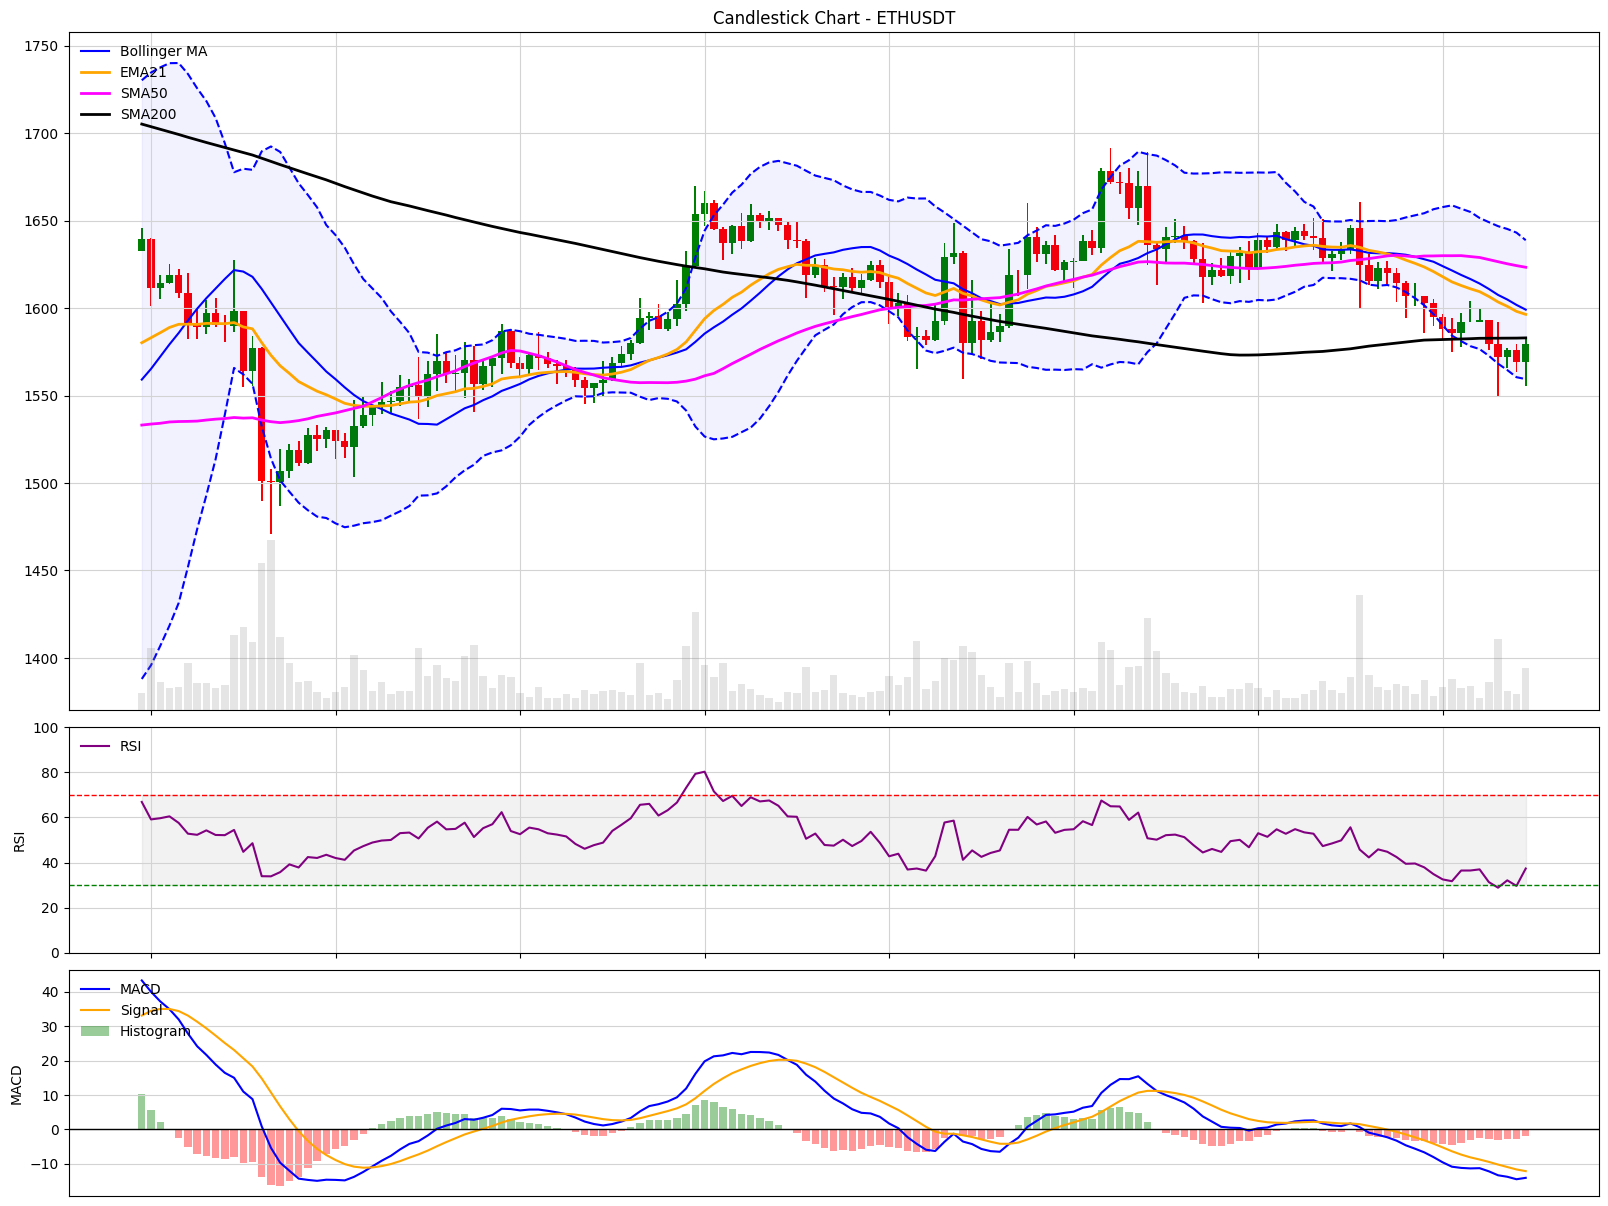 Candlestick Chart - ETHUSDT
1750
1700
1650
1600
1550
1500
1450
1400
Bollinger MA
EMA21
SMA50
SMA200
100
80
60
40
20
0
RSI
RSI
40
30
20
10
0
−10
MACD
MACD
Signal
Histogram